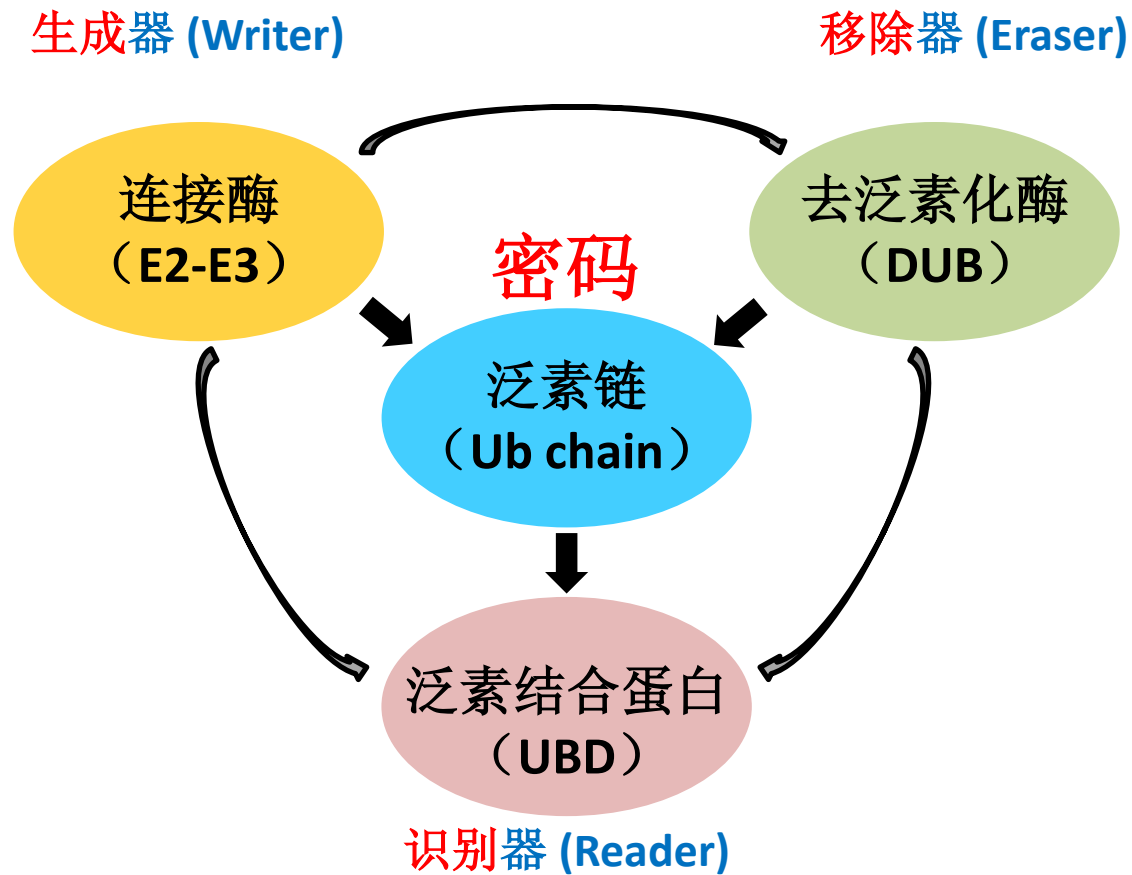 生成器 (Writer)
移除器 (Eraser)
连接酶
（E2-E3）
去泛素化酶
（DUB）
密码
泛素链
（Ub chain）
泛素结合蛋白
（UBD）
识别器 (Reader)